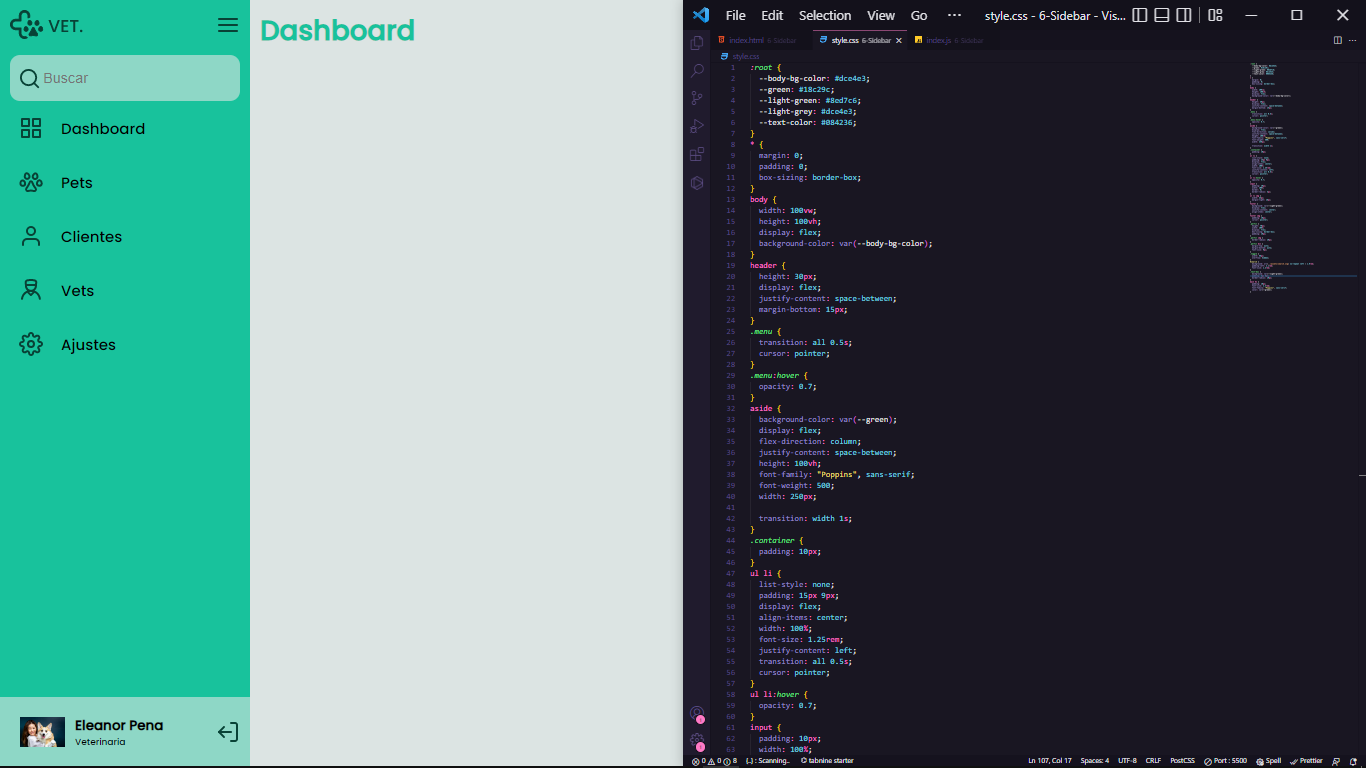 VET.
Buscar
Dashboard
Pets
Clientes
Vets
Ajustes
Eleanor Pena
Veterinaria
Dashboard
File Edit Selection View Go ··· style.css - 6-Sidebar - Vis...
index.html 6-Sidebar style.css 6-Sidebar index.js 6-Sidebar
style.css
1 :root {
2 --body-bg-color: #dce4e3;
3 --green: #18c29c;
4 --light-green: #8ed7c6;
5 --light-grey: #dce4e3;
6 --text-color: #084236;
7 }
8 * {
9 margin: 0;
10 padding: 0;
11 box-sizing: border-box;
12 }
13 body {
14 width: 100vw;
15 height: 100vh;
16 display: flex;
17 background-color: var(--body-bg-color);
18 }
19 header {
20 height: 30px;
21 display: flex;
22 justify-content: space-between;
23 margin-bottom: 15px;
24 }
25 .menu {
26 transition: all 0.5s;
27 cursor: pointer;
28 }
29 .menu:hover {
30 opacity: 0.7;
31 }
32 aside {
33 background-color: var(--green);
34 display: flex;
35 flex-direction: column;
36 justify-content: space-between;
37 height: 100vh;
38 font-family: "Poppins", sans-serif;
39 font-weight: 500;
40 width: 250px;
41
42 transition: width 1s;
43 }
44 .container {
45 padding: 10px;
46 }
47 ul li {
48 list-style: none;
49 padding: 15px 9px;
50 display: flex;
51 align-items: center;
52 width: 100%;
53 font-size: 1.25rem;
54 justify-content: left;
55 transition: all 0.5s;
56 cursor: pointer;
57 }
58 ul li:hover {
59 opacity: 0.7;
60 }
61 input {
62 padding: 10px;
63 width: 100%;
0 0 8 {..} : Scanning.. tabnine starter Ln 107, Col 17 Spaces: 4 UTF-8 CRLF PostCSS Port : 5500 Spell Prettier